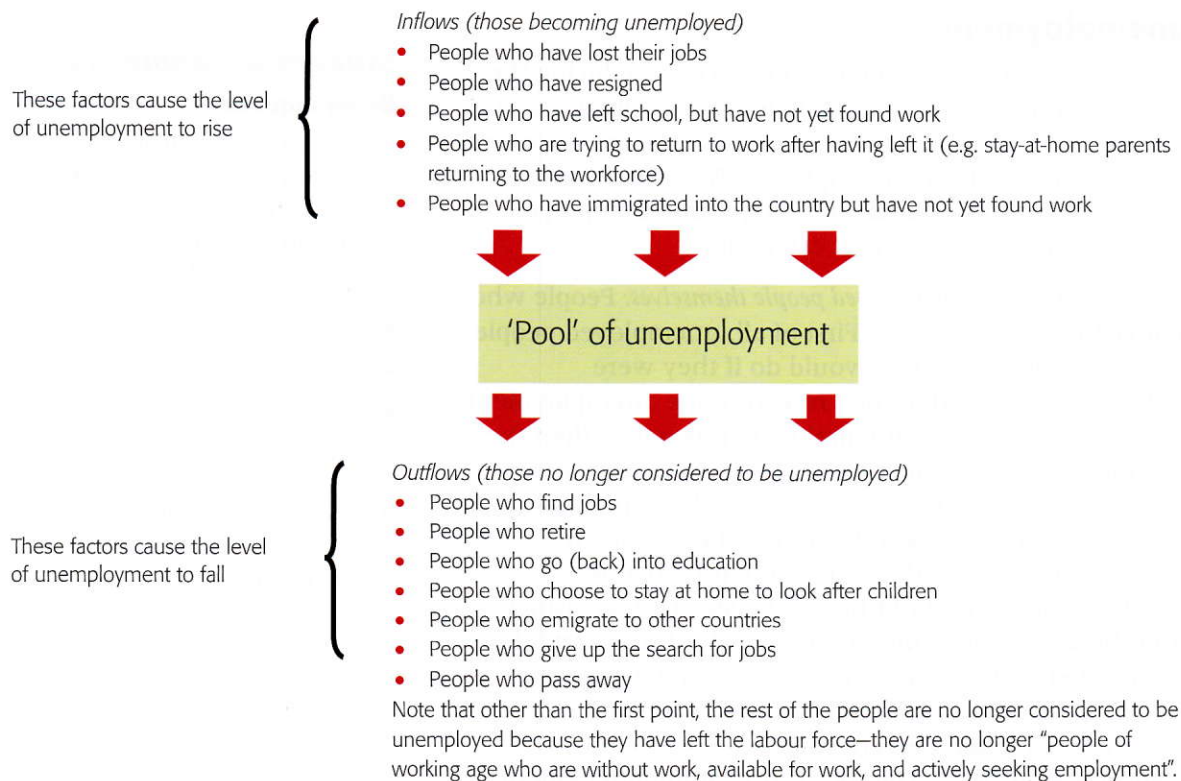 Inflows (those becoming unemployed)
• People who have lost their jobs
• People who have resigned
• People who have left school, but have not yet found work
• People who are trying to return to work after having left it (e.g. stay-at-home parents
returning to the workforce)
• People who have immigrated into the country but have not yet found work
These factors cause the level
of unemployment to rise
'Pool' of unemployment
Outflows (those no longer considered to be unemployed)
• People who find jobs
• People who retire
• People who go (back) into education
• People who choose to stay at home to look after children
• People who emigrate to other countries
• People who give up the search for jobs
• People who pass away
These factors cause the level
of unemployment to fall
Note that other than the first point, the rest of the people are no longer considered to be
unemployed because they have left the labour force—they are no longer "people of
working age who are without work, available for work, and actively seeking employment".